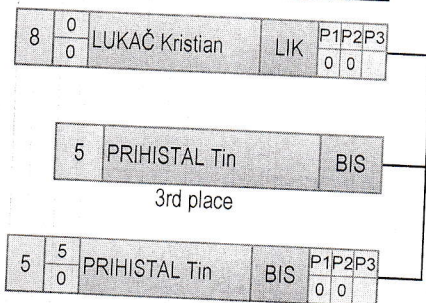 8 0 0 LUKAČ Kristian LIK P1 P2 P3 0 0
5 PRIHISTAL Tin BIS
3rd place
5 5 0 PRIHISTAL Tin BIS P1 P2 P3 0 0